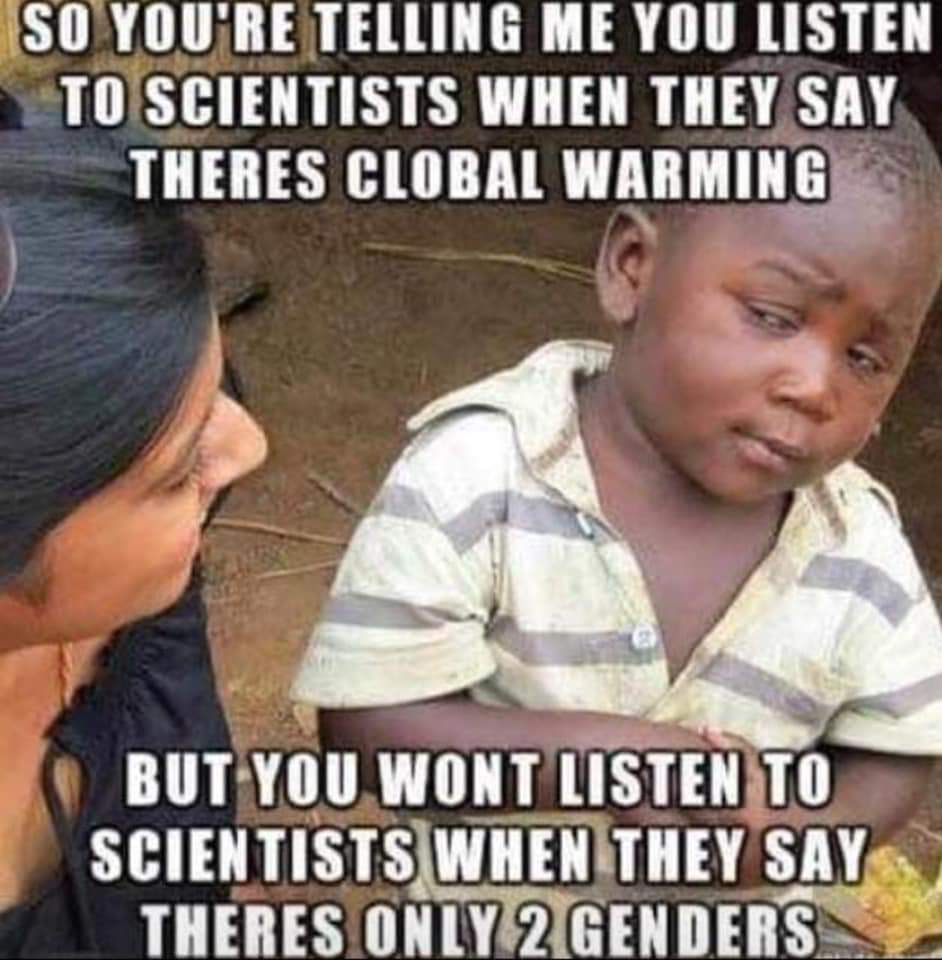 SO YOU'RE TELLING ME YOU LISTEN
TO SCIENTISTS WHEN THEY SAY
THERES CLOBAL WARMING
BUT YOU WONT LISTEN TO
SCIENTISTS WHEN THEY SAY
THERES ONLY 2 GENDERS